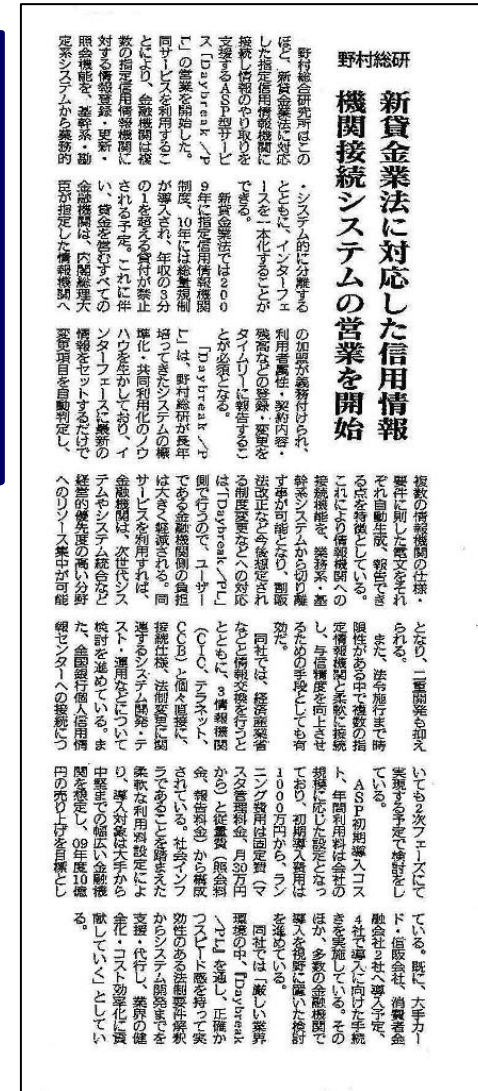 野村総研
新貸金業法に対応した信用情報
機関接続システムの営業を開始
野村総合研究所はこの
ほど、新貸金業法に対応
した指定信用情報機関に
接続し情報のやり取りを
支援するASP型サービ
ス「Daybreak/P
L」の営業を開始した。
同サービスを利用するこ
とにより、金融機関は複
数の指定信用情報機関に
対する情報登録・更新・
照会機能を、基幹系・勘
定系システムから業務的
・システム的に分離する
とともに、インターフェ
ースを一本化することが
できる。
新貸金業法では200
9年に指定信用情報機関
制度、10年には総量規制
が導入され、年収の3分
の1を超える貸付が禁止
される予定。これに伴
い、貸金を営むすべての
金融機関は、内閣総理大
臣が指定した情報機関へ
の加盟が義務付けられ、
利用者属性・契約内容・
残高などの登録・変更を
タイムリーに報告するこ
とが必須となる。
「Daybreak/P
L」は、野村総研が長年
培ってきたシステムの標
準化・共同利用化のノウ
ハウを生かしており、イ
ンターフェースに最新の
情報をセットするだけで
変更項目を自動判定し、
複数の情報機関の仕様・
要件に則した電文をそれ
ぞれ自動生成、報告でき
る点を特徴としている。
これにより情報機関への
接続機能を、業務系・基
幹系システムから切り離
す事が可能となり、割販
法改正など今後想定され
る制度変更などへの対応
は「Daybreak/PL」
側で行うので、ユーザー
である金融機関側の負担
は大きく軽減される。同
サービスを利用すれば、
金融機関は、次世代シス
テムやシステム統合など
経営的優先度の高い分野
へのリソース集中が可能
となり、二重開発も抑え
られる。
また、法令施行まで時
限性がある中で複数の指
定情報機関と柔軟に接続
し、与信精度を向上させ
るための手段としても有
効だ。
同社では、経済産業省
などと情報交換を行うと
ともに、3情報機関
(CIC、テラネット、
CCB)と個々直接に、
接続仕様、法制変更に関
連するシステム開発・テ
スト・運用などについて
検討を進めている。ま
た、全国銀行個人信用情
報センターへの接続につ
いても2次フェーズにて
実現する予定で検討をし
ている。
ASP初期導入コス
ト、年間利用料は会社の
規模に応じた設定となっ
ており、初期導入費用は
1000万円から、ラン
ニング費用は固定費(マ
スタ管理料金、月30万円
から)と従量費(照会料
金、報告料金)から構成
されている。社会インフ
ラであることを踏まえた
柔軟な利用料設定によ
り、導入対象は大手から
中堅までの幅広い金融機
関を想定し、09年度10億
円の売り上げを目標とし
ている。既に、大手カー
ド・信販会社、消費者金
融会社2社へ導入予定、
4社で導入に向けた手続
きを実施している。その
ほか、多数の金融機関で
導入を視野に置いた検討
を進めている。
同社では「厳しい業界
環境の中、『Daybreak
/PL』を通し、正確か
つスピード感を持って実
効性のある法制要件解釈
からシステム開発までを
支援・代行し、業界の健
全化・コスト効率化に貢
献していく」としてい
る。